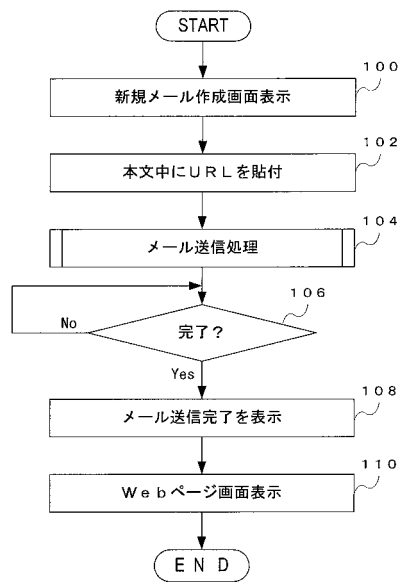 START
100
新規メール作成画面表示
102
本文中にURLを貼付
104
メール送信処理
106
完了?
No
Yes
108
メール送信完了を表示
110
Webページ画面表示
END